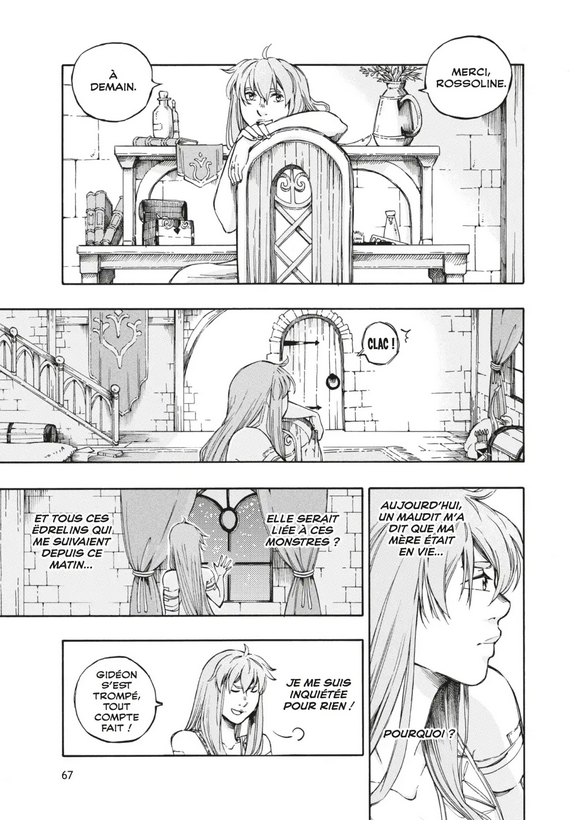 MERCI,
ROSSOLINE.
À
DEMAIN.
CLAC !
AUJOURD'HUI,
UN MAUDIT M'A
DIT QUE MA
MÈRE ÉTAIT
EN VIE...
POURQUOI ?
ELLE SERAIT
LIÉE À CES
MONSTRES ?
ET TOUS CES
ËDRELINS QUI
ME SUIVAIENT
DEPUIS CE
MATIN...
JE ME SUIS
INQUIÉTÉE
POUR RIEN !
GIDÉON
S'EST
TROMPÉ,
TOUT
COMPTE
FAIT !
67